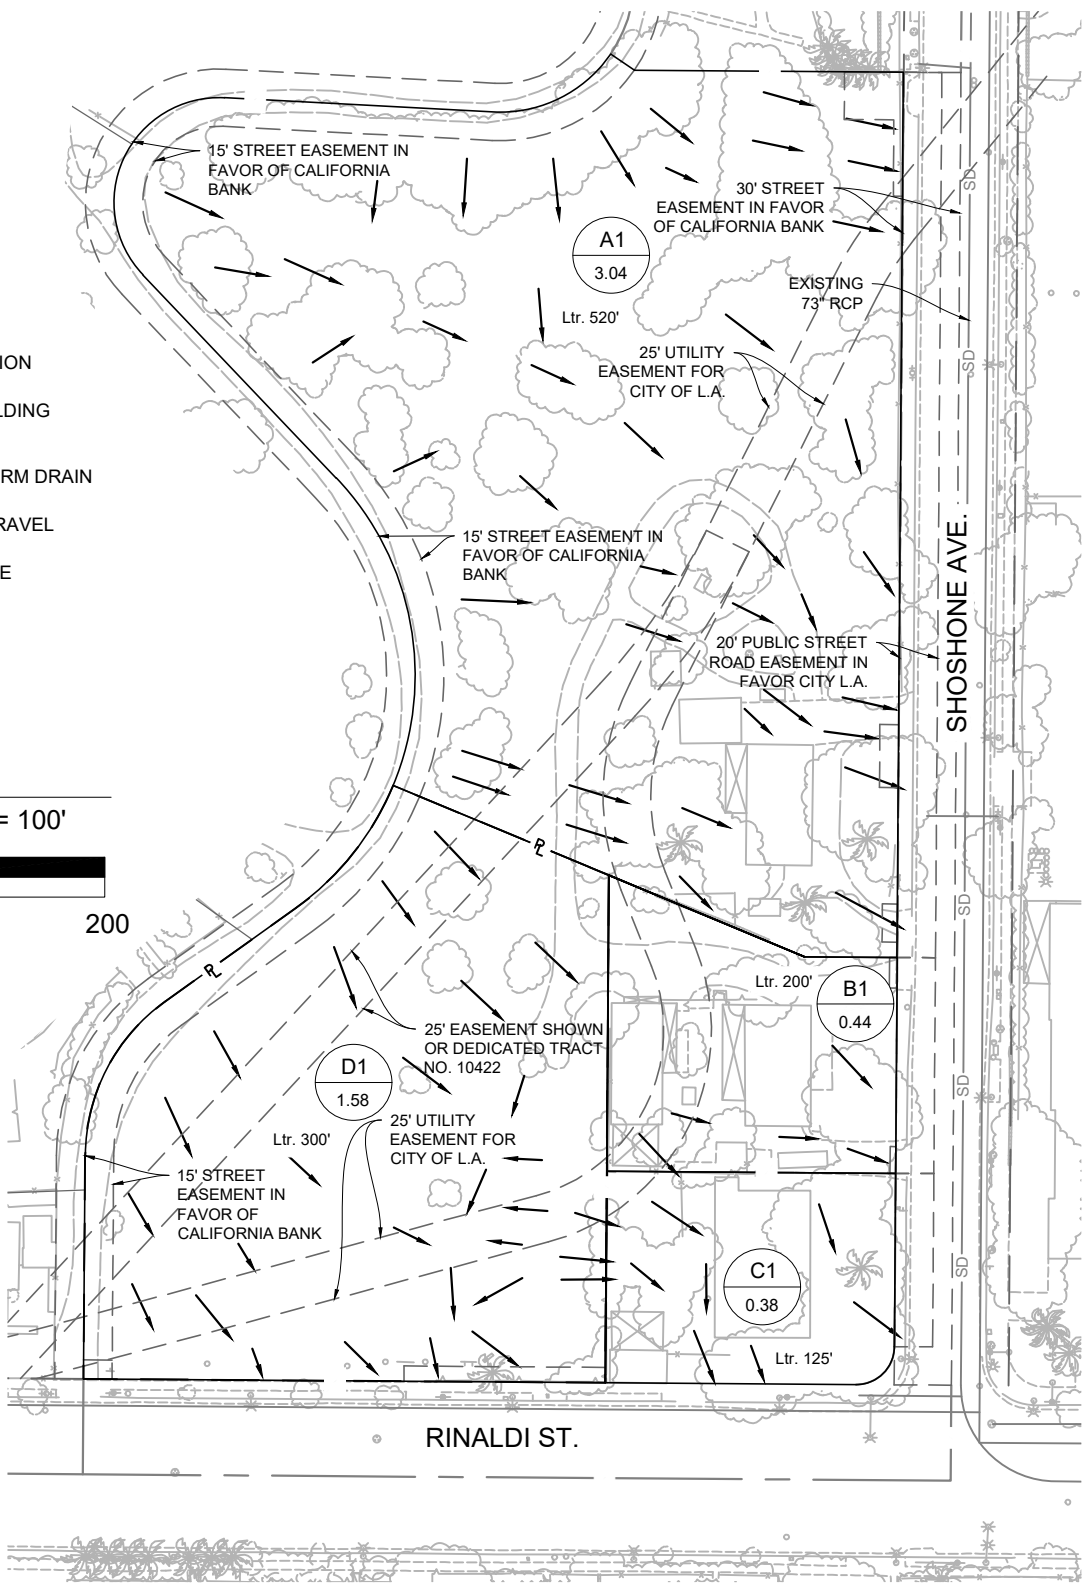 15' STREET EASEMENT IN
FAVOR OF CALIFORNIA
BANK
30' STREET
EASEMENT IN FAVOR
OF CALIFORNIA BANK
SD
A1
3.04
EXISTING
73" RCP
Ltr. 520'
25' UTILITY
EASEMENT FOR
CITY OF L.A.
SD
ION
LDING
RM DRAIN
RAVEL
E
15' STREET EASEMENT IN
FAVOR OF CALIFORNIA
BANK
SHOSHONE AVE.
20' PUBLIC STREET
ROAD EASEMENT IN
FAVOR CITY L.A.
= 100'
200
PL
SD
PL
Ltr. 200'
B1
0.44
25' EASEMENT SHOWN
OR DEDICATED TRACT
NO. 10422
D1
1.58
SD
25' UTILITY
EASEMENT FOR
CITY OF L.A.
Ltr. 300'
15' STREET
EASEMENT IN
FAVOR OF
CALIFORNIA BANK
SD
C1
0.38
Ltr. 125'
RINALDI ST.